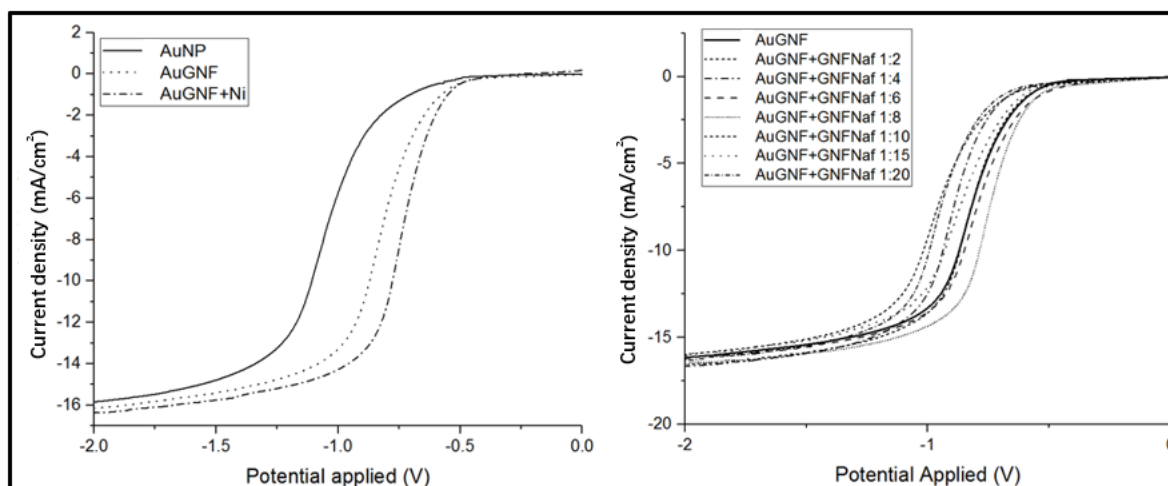 2
0
-2
-4
-6
-8
-10
-12
-14
-16
Current density (mA/cm²)
AuNP
AuGNF
AuGNF+Ni
-2.0
-1.5
-1.0
-0.5
0.0
Potential applied (V)
0
-5
-10
-15
-20
Current density (mA/cm²)
AuGNF
AuGNF+GNFNaf 1:2
AuGNF+GNFNaf 1:4
AuGNF+GNFNaf 1:6
AuGNF+GNFNaf 1:8
AuGNF+GNFNaf 1:10
AuGNF+GNFNaf 1:15
AuGNF+GNFNaf 1:20
-2
-1
0
Potential Applied (V)